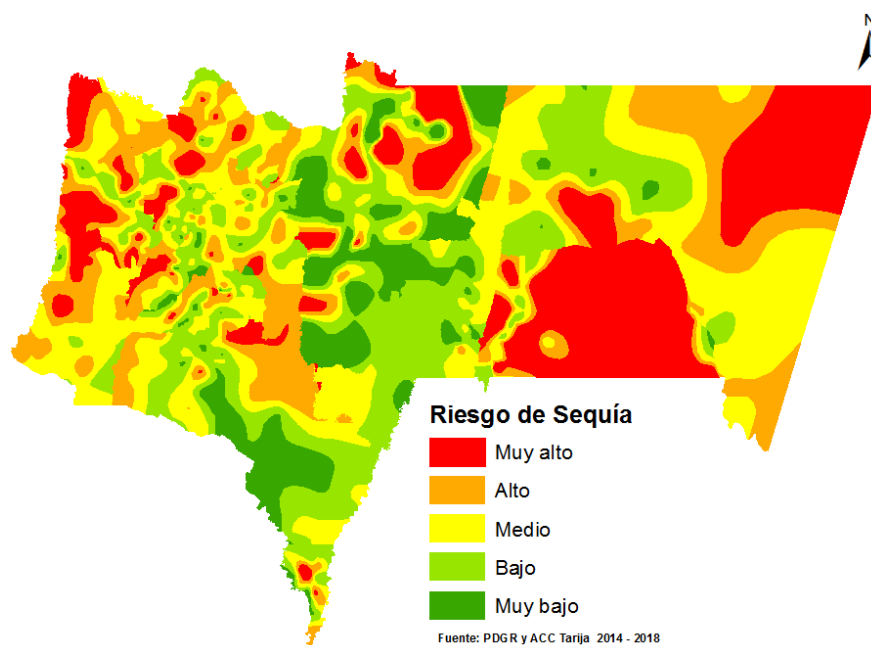 N
Riesgo de Sequía
Muy alto
Alto
Medio
Bajo
Muy bajo
Fuente: PDGR y ACC Tarija 2014 - 2018